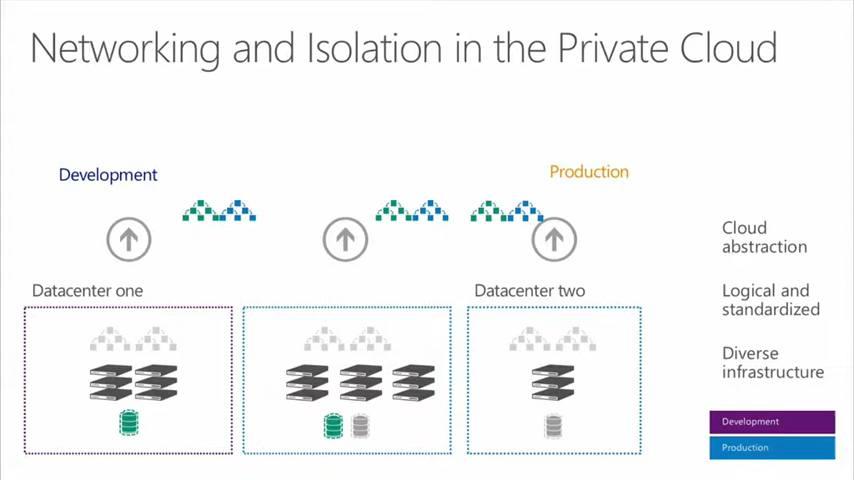 Networking and Isolation in the Private Cloud
Development
Production
Cloud
abstraction
Datacenter one
Datacenter two
Logical and
standardized
Diverse
infrastructure
Development
Production